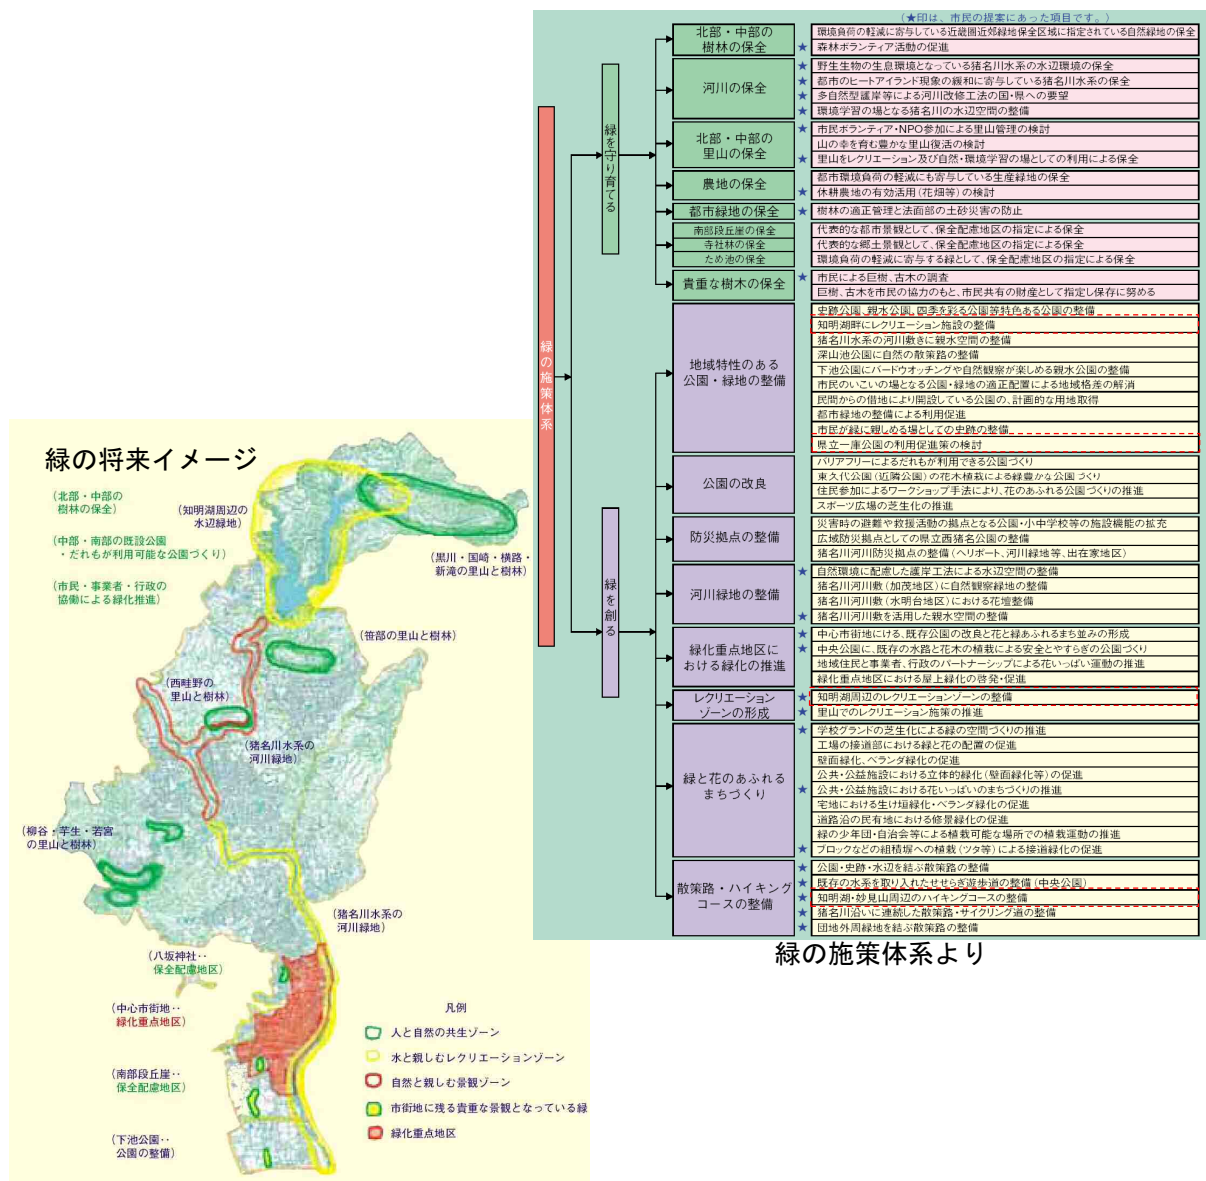 (★印は、市民の提案にあった項目です。)
緑の施策体系
緑を守り育てる
北部・中部の
樹林の保全
環境負荷の軽減に寄与している近畿圏近郊緑地保全区域に指定されている自然緑地の保全
★ 森林ボランティア活動の促進
河川の保全
★ 野生生物の生息環境となっている猪名川水系の水辺環境の保全
★ 都市のヒートアイランド現象の緩和に寄与している猪名川水系の保全
★ 多自然型護岸等による河川改修工法の国・県への要望
★ 環境学習の場となる猪名川の水辺空間の整備
北部・中部の
里山の保全
★ 市民ボランティア・NPO参加による里山管理の検討
山の幸を育む豊かな里山復活の検討
★ 里山をレクリエーション及び自然・環境学習の場としての利用による保全
農地の保全
都市環境負荷の軽減にも寄与している生産緑地の保全
★ 休耕農地の有効活用(花畑等)の検討
都市緑地の保全
★ 樹林の適正管理と法面部の土砂災害の防止
南部段丘崖の保全
代表的な都市景観として、保全配慮地区の指定による保全
寺社林の保全
代表的な郷土景観として、保全配慮地区の指定による保全
ため池の保全
環境負荷の軽減に寄与する緑として、保全配慮地区の指定による保全
貴重な樹木の保全
★ 市民による巨樹、古木の調査
巨樹、古木を市民の協力のもと、市民共有の財産として指定し保存に努める
緑を創る
地域特性のある
公園・緑地の整備
史跡公園、親水公園、四季を彩る公園等特色ある公園の整備
知明湖畔にレクリエーション施設の整備
猪名川水系の河川敷きに親水空間の整備
深山池公園に自然の散策路の整備
下池公園にバードウオッチングや自然観察が楽しめる親水公園の整備
市民のいこいの場となる公園・緑地の適正配置による地域格差の解消
民間からの借地により開設している公園の、計画的な用地取得
都市緑地の整備による利用促進
市民が緑に親しめる場としての史跡の整備
県立一庫公園の利用促進策の検討
公園の改良
バリアフリーによるだれもが利用できる公園づくり
東久代公園(近隣公園)の花木植栽による緑豊かな公園づくり
住民参加によるワークショップ手法により、花のあふれる公園づくりの推進
スポーツ広場の芝生化の推進
防災拠点の整備
災害時の避難や救援活動の拠点となる公園・小中学校等の施設機能の拡充
広域防災拠点としての県立西猪名公園の整備
猪名川河川防災拠点の整備(ヘリポート、河川緑地等、出在家地区)
河川緑地の整備
★ 自然環境に配慮した護岸工法による水辺空間の整備
猪名川河川敷(加茂地区)に自然観察緑地の整備
猪名川河川敷(水明台地区)における花壇整備
★ 猪名川河川敷を活用した親水空間の整備
緑化重点地区に
おける緑化の推進
★ 中心市街地にける、既存公園の改良と花と緑あふれるまち並みの形成
★ 中央公園に、既存の水路と花木の植栽による安全とやすらぎの公園づくり
地域住民と事業者、行政のパートナーシップによる花いっぱい運動の推進
緑化重点地区における屋上緑化の啓発・促進
レクリエーション
ゾーンの形成
★ 知明湖周辺のレクリエーションゾーンの整備
★ 里山でのレクリエーション施策の推進
緑と花のあふれる
まちづくり
★ 学校グランドの芝生化による緑の空間づくりの推進
工場の接道部における緑と花の配置の促進
壁面緑化、ベランダ緑化の促進
公共・公益施設における立体的緑化(壁面緑化等)の促進
★ 公共・公益施設における花いっぱいのまちづくりの推進
宅地における生け垣緑化・ベランダ緑化の促進
道路沿の民有地における修景緑化の促進
緑の少年団・自治会等による植栽可能な場所での植栽運動の推進
★ ブロックなどの組積塀への植栽(ツタ等)による接道緑化の促進
散策路・ハイキング
コースの整備
★ 公園・史跡・水辺を結ぶ散策路の整備
★ 既存の水系を取り入れたせせらぎ遊歩道の整備(中央公園)
★ 知明湖・妙見山周辺のハイキングコースの整備
★ 猪名川沿いに連続した散策路・サイクリング道の整備
★ 団地外周緑地を結ぶ散策路の整備
緑の施策体系より
緑の将来イメージ
(北部・中部の
樹林の保全)
(中部・南部の既設公園
・だれもが利用可能な公園づくり)
(市民・事業者・行政の
協働による緑化推進)
(知明湖周辺の
水辺緑地)
(黒川・国崎・横路・
新滝の里山と樹林)
(笹部の里山と樹林)
(西畦野の
里山と樹林)
(猪名川水系の
河川緑地)
(柳谷・芋生・若宮
の里山と樹林)
(猪名川水系の
河川緑地)
(八坂神社‥
保全配慮地区)
(中心市街地‥
緑化重点地区)
(南部段丘崖‥
保全配慮地区)
(下池公園‥
公園の整備)
凡例
人と自然の共生ゾーン
水と親しむレクリエーションゾーン
自然と親しむ景観ゾーン
市街地に残る貴重な景観となっている緑
緑化重点地区